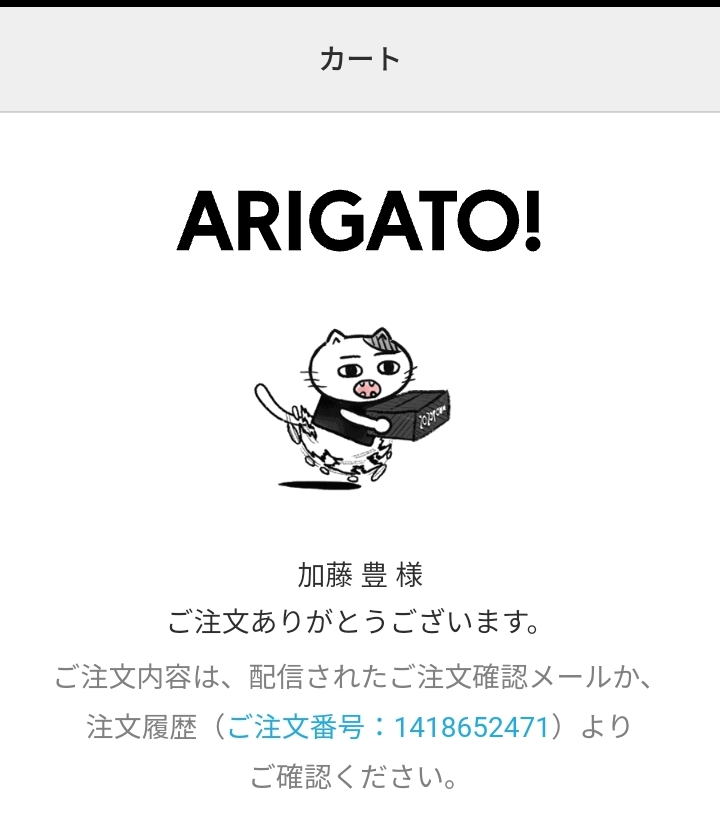 カート
ARIGATO!
ZOZOTOWN
加藤 豊 様
ご注文ありがとうございます。
ご注文内容は、配信されたご注文確認メールか、
注文履歴（ご注文番号：1418652471）より
ご確認ください。